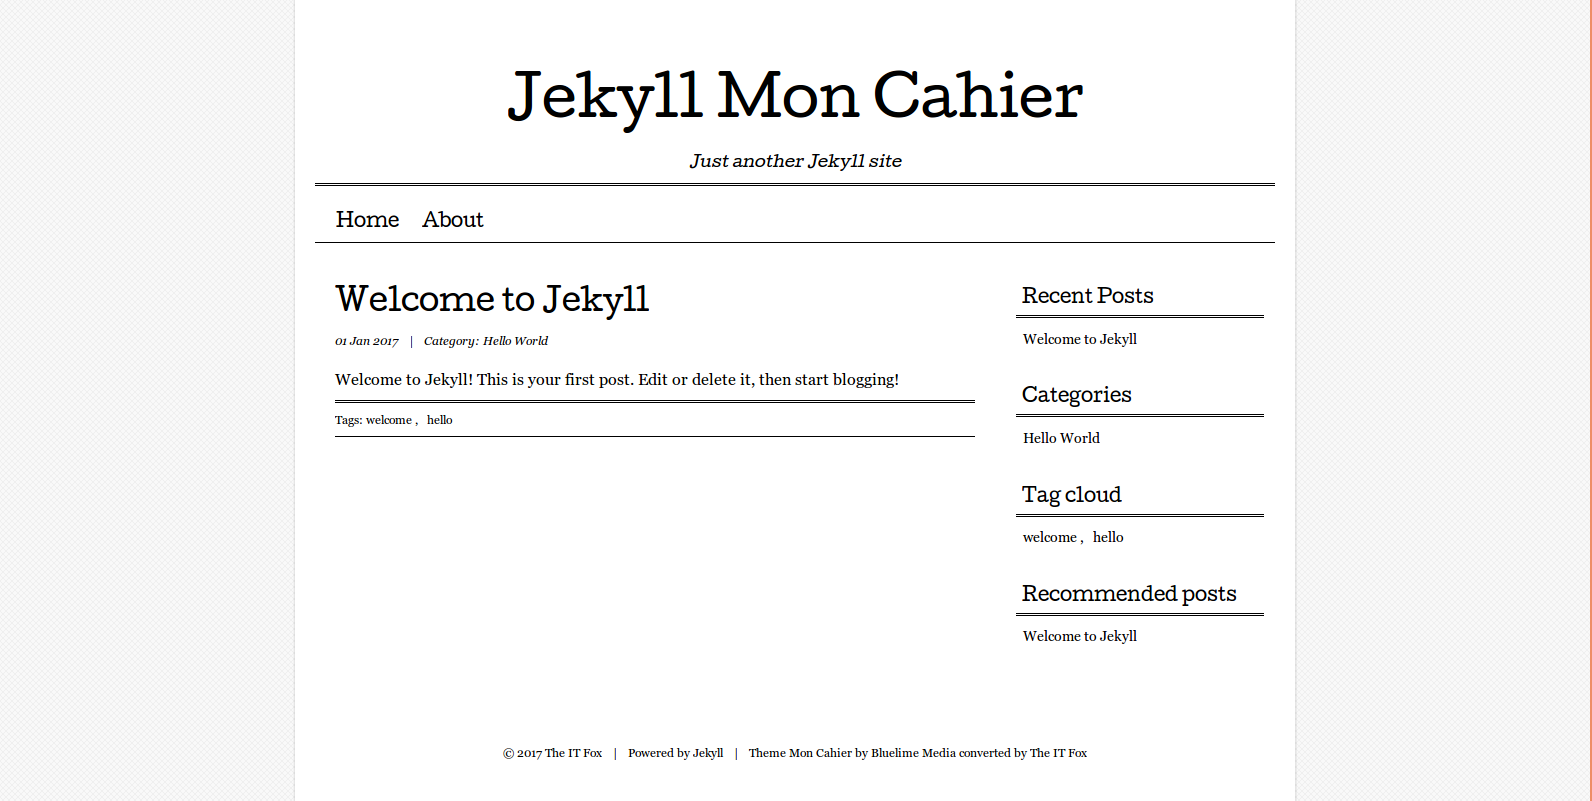 Jekyll Mon Cahier
Just another Jekyll site
Home About
Welcome to Jekyll
01 Jan 2017 | Category: Hello World
Welcome to Jekyll! This is your first post. Edit or delete it, then start blogging!
Tags: welcome , hello
Recent Posts
Welcome to Jekyll
Categories
Hello World
Tag cloud
welcome , hello
Recommended posts
Welcome to Jekyll
© 2017 The IT Fox | Powered by Jekyll | Theme Mon Cahier by Bluelime Media converted by The IT Fox